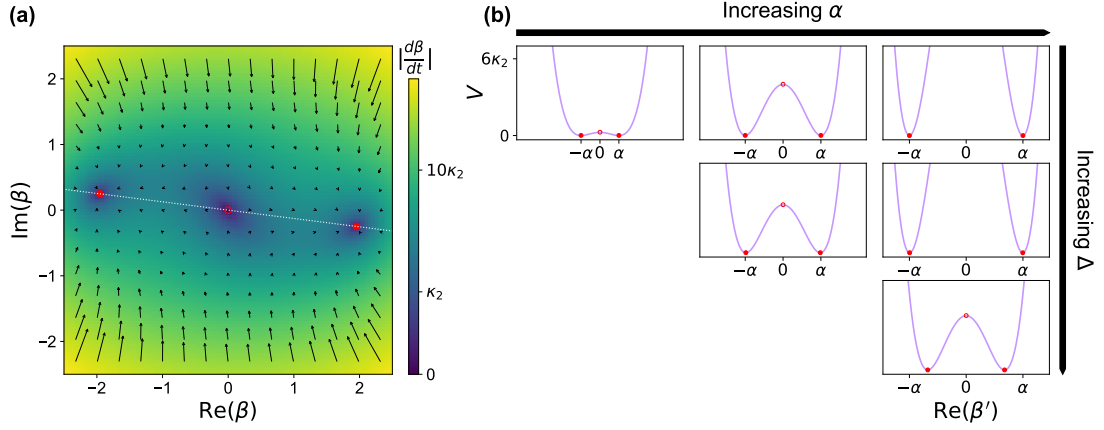 (a)
Im(β)
2
1
0
−1
−2
−2
−1
0
1
2
Re(β)
|dβ/dt|
10κ₂
κ₂
0
(b)
Increasing α
Increasing Δ
V
6κ₂
0
−α 0 α
−α 0 α
−α 0 α
−α 0 α
−α 0 α
−α 0 α
Re(β′)